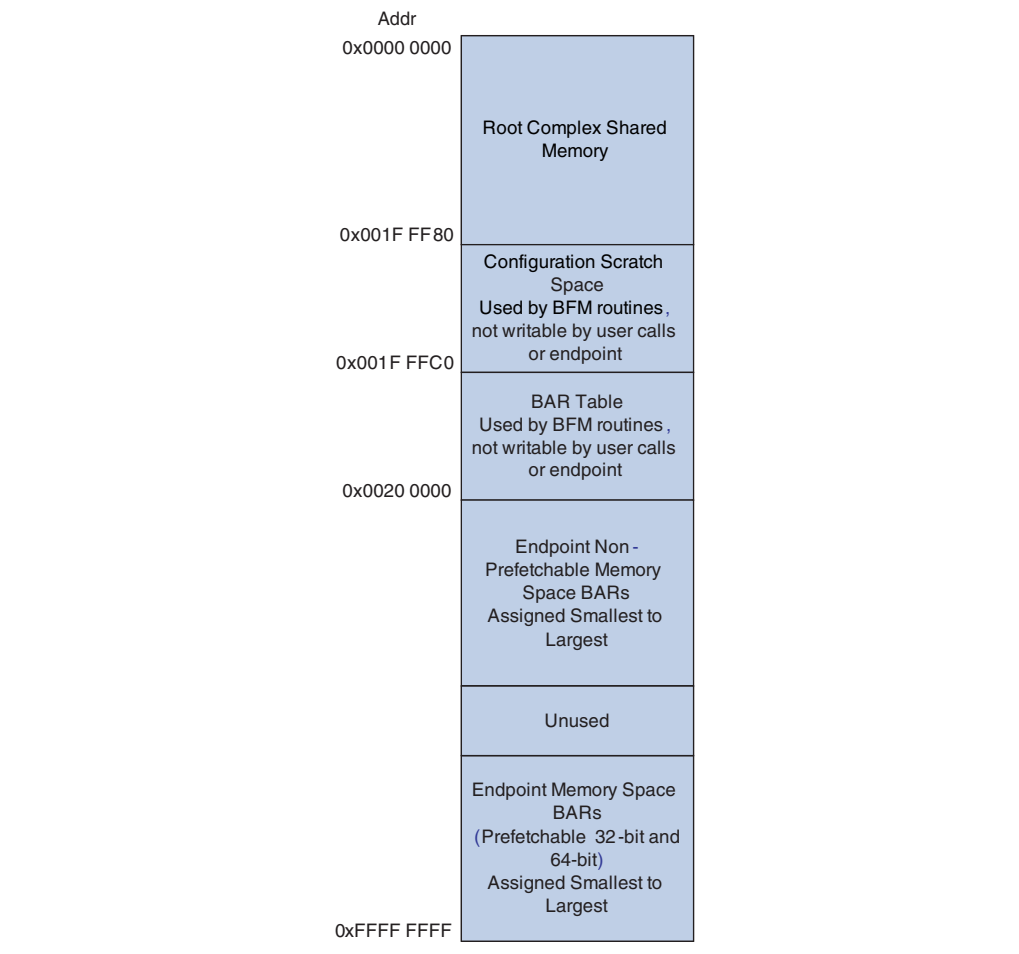 Addr
0x0000 0000
Root Complex Shared
Memory
0x001F FF80
Configuration Scratch
Space
Used by BFM routines,
not writable by user calls
or endpoint
0x001F FFC0
BAR Table
Used by BFM routines,
not writable by user calls
or endpoint
0x0020 0000
Endpoint Non-
Prefetchable Memory
Space BARs
Assigned Smallest to
Largest
Unused
Endpoint Memory Space
BARs
(Prefetchable 32-bit and
64-bit)
Assigned Smallest to
Largest
0xFFFF FFFF